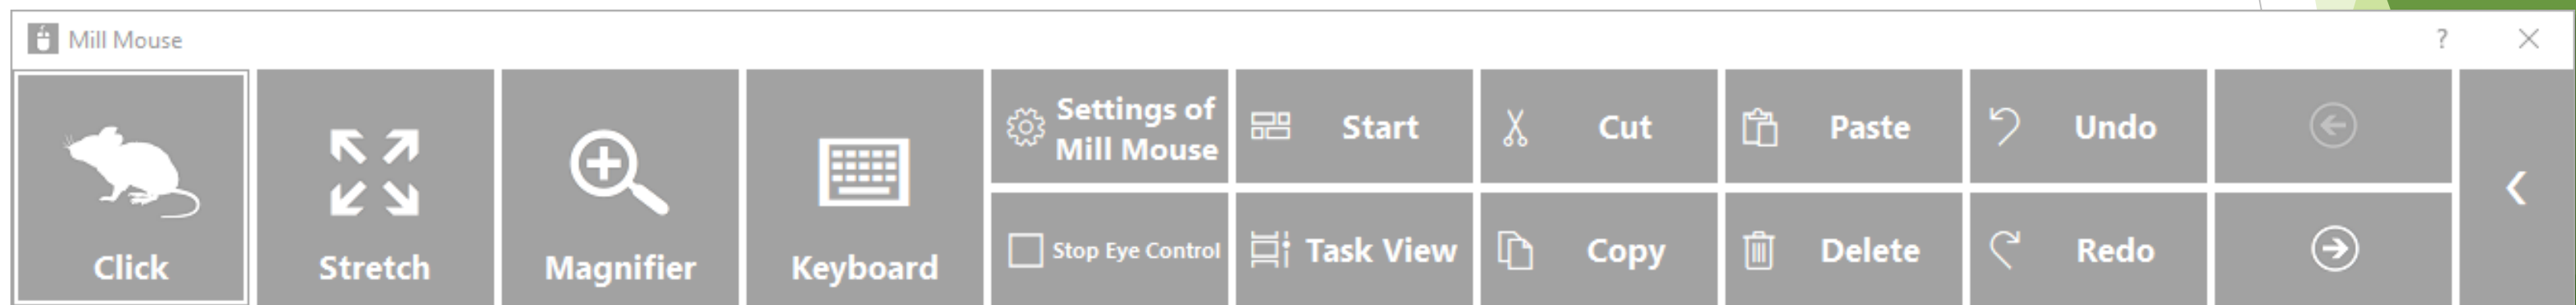 Mill Mouse
?
Click
Stretch
Magnifier
Keyboard
Settings of
Mill Mouse
Stop Eye Control
Start
Task View
Cut
Copy
Paste
Delete
Undo
Redo